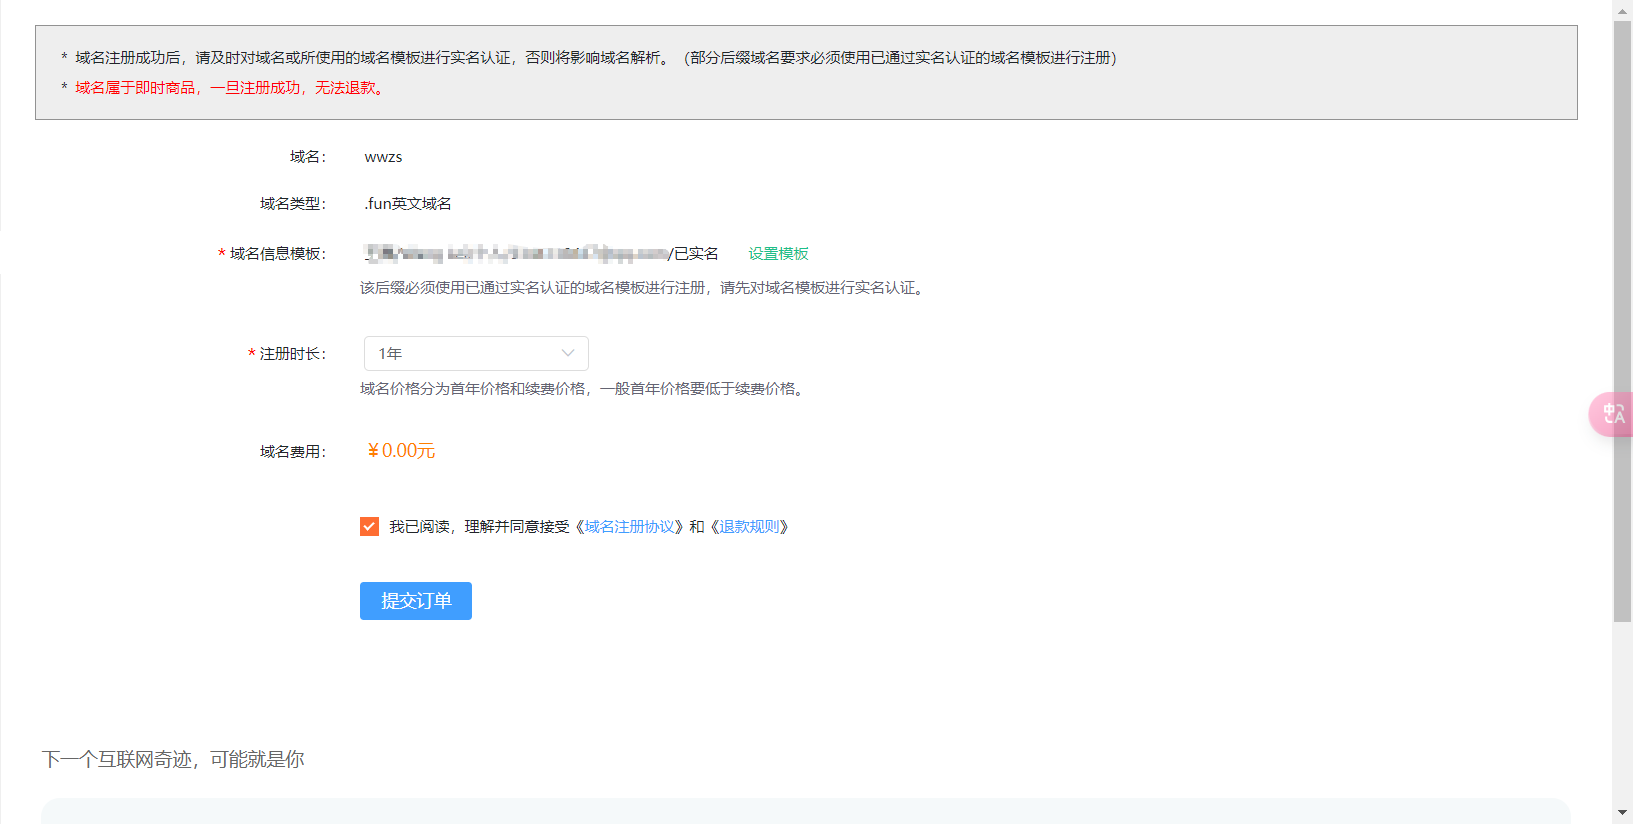 * 域名注册成功后，请及时对域名或所使用的域名模板进行实名认证，否则将影响域名解析。（部分后缀域名要求必须使用已通过实名认证的域名模板进行注册）
* 域名属于即时商品，一旦注册成功，无法退款。
域名： wwzs
域名类型： .fun英文域名
* 域名信息模板： /已实名 设置模板
该后缀必须使用已通过实名认证的域名模板进行注册，请先对域名模板进行实名认证。
* 注册时长： 1年
域名价格分为首年价格和续费价格，一般首年价格要低于续费价格。
域名费用： ¥0.00元
我已阅读，理解并同意接受《域名注册协议》和《退款规则》
提交订单
下一个互联网奇迹，可能就是你